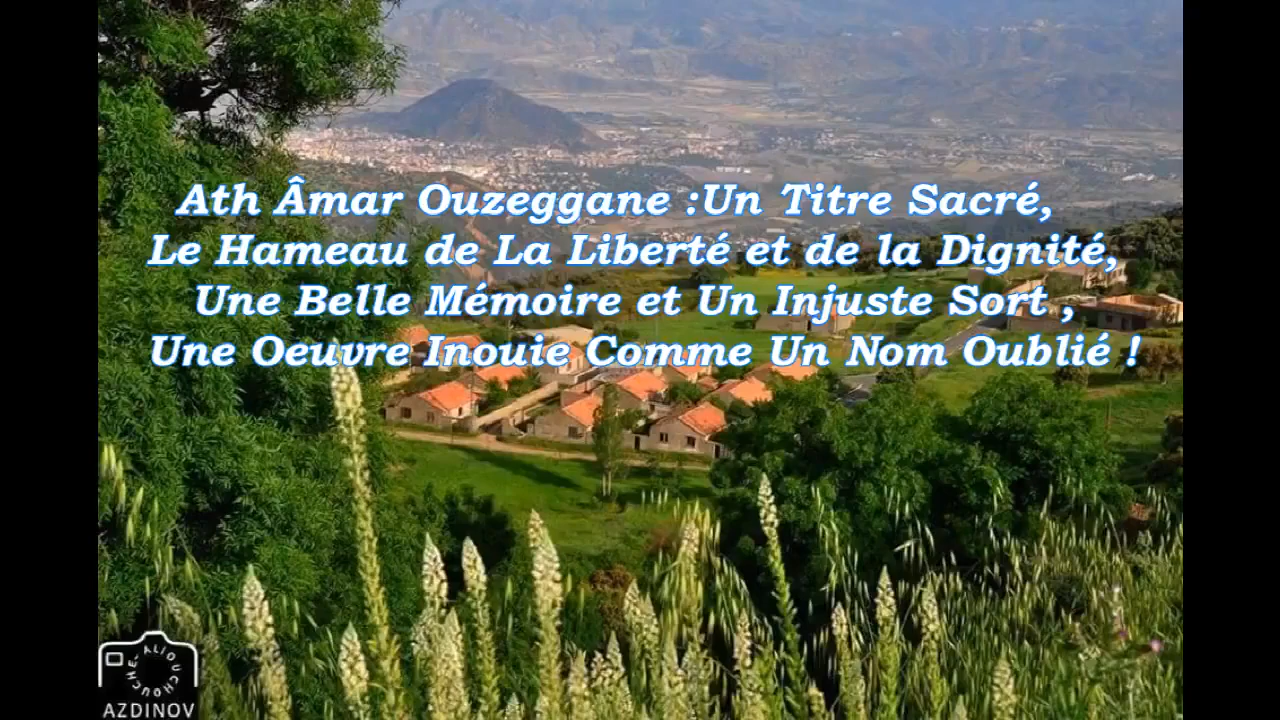 Ath Âmar Ouzeggane :Un Titre Sacré,
Le Hameau de La Liberté et de la Dignité,
Une Belle Mémoire et Un Injuste Sort ,
Une Oeuvre Inouie Comme Un Nom Oublié !
ALIOUCHOUCHE-
AZDINOV